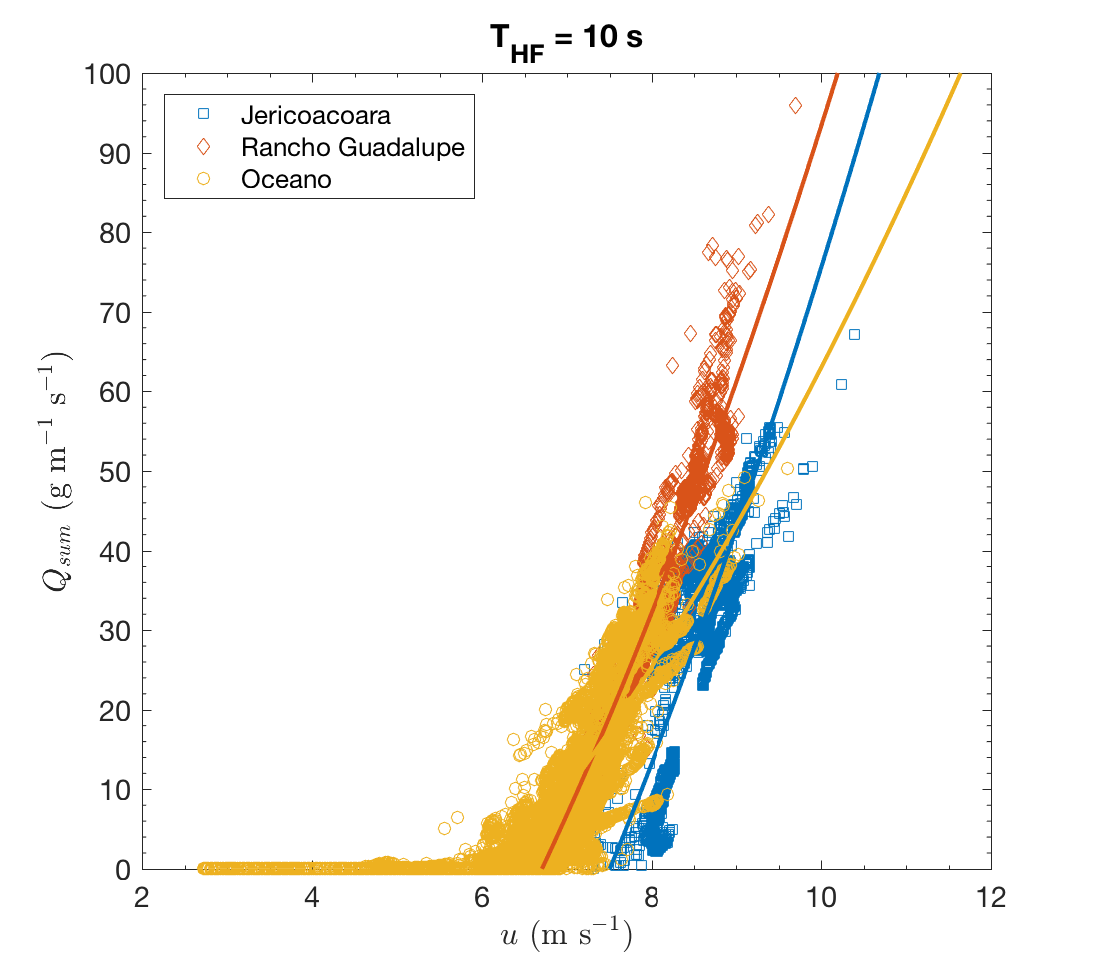 T_HF = 10 s
Jericoacoara
Rancho Guadalupe
Oceano
100
90
80
70
60
50
40
30
20
10
0
Q_sum (g m⁻¹ s⁻¹)
2 4 6 8 10 12
u (m s⁻¹)